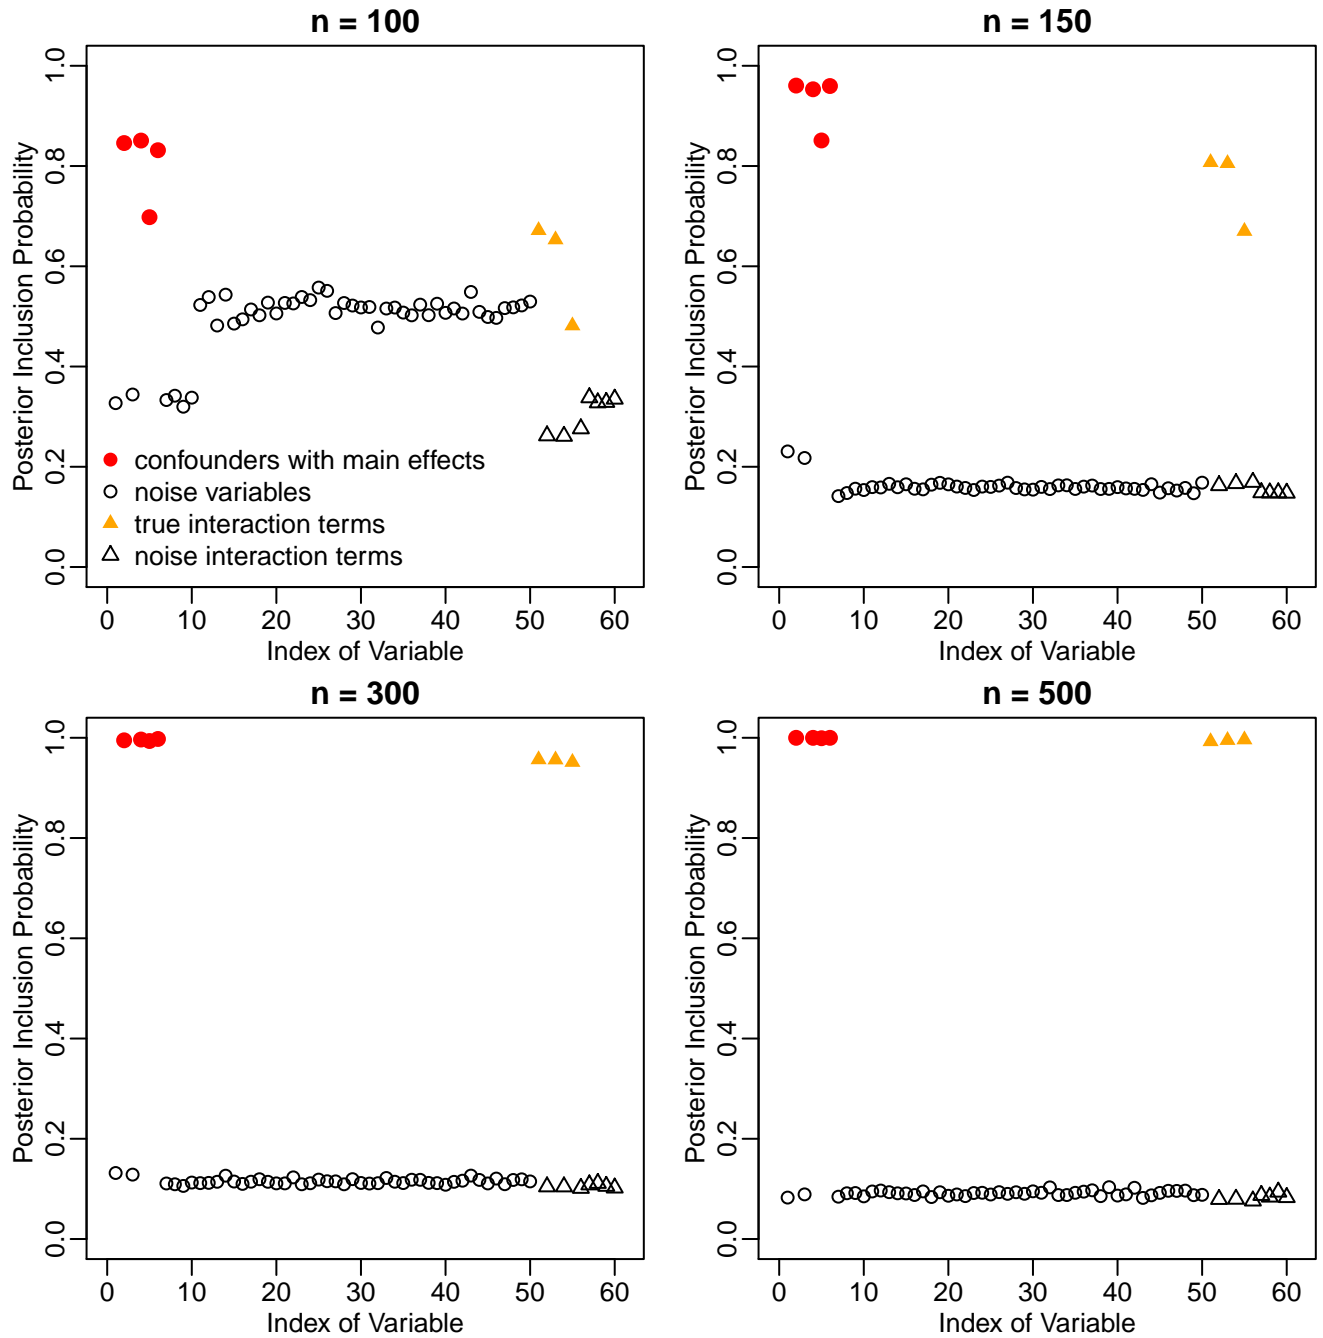 n = 100
Posterior Inclusion Probability
1.0
0.8
0.6
0.4
0.2
0.0
confounders with main effects
noise variables
true interaction terms
noise interaction terms
0 10 20 30 40 50 60
Index of Variable
n = 150
Posterior Inclusion Probability
1.0
0.8
0.6
0.4
0.2
0.0
0 10 20 30 40 50 60
Index of Variable
n = 300
Posterior Inclusion Probability
1.0
0.8
0.6
0.4
0.2
0.0
0 10 20 30 40 50 60
Index of Variable
n = 500
Posterior Inclusion Probability
1.0
0.8
0.6
0.4
0.2
0.0
0 10 20 30 40 50 60
Index of Variable